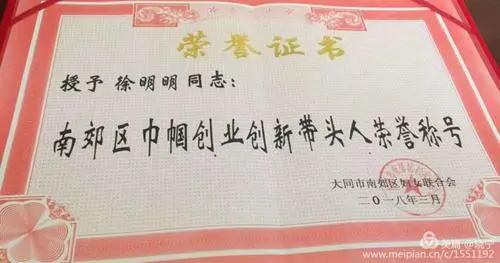 荣誉证书
授予 徐明明 同志：
南郊区巾帼创业创新带头人荣誉称号
大同市南郊区妇女联合会
二〇一八年三月
www.meipian.cn/c/1551192